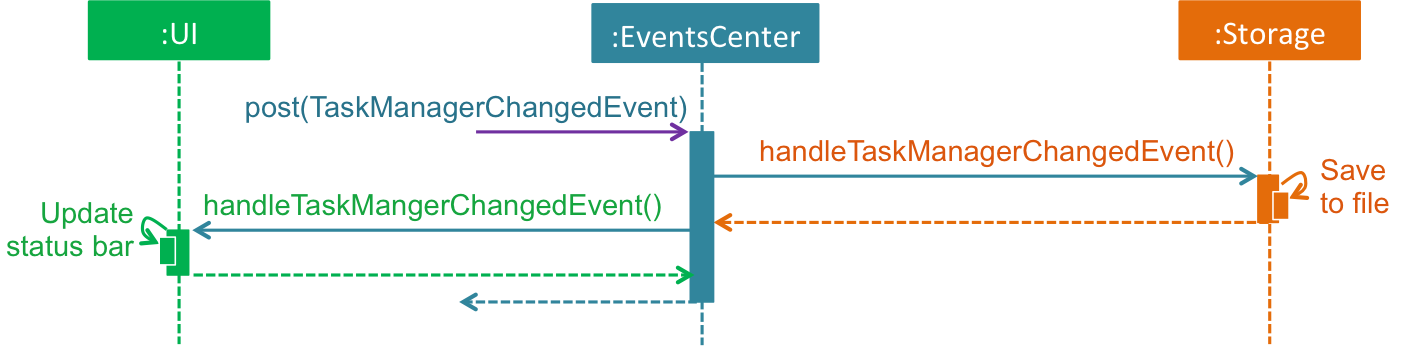 :UI
:EventsCenter
:Storage
post(TaskManagerChangedEvent)
handleTaskManagerChangedEvent()
Save
to file
handleTaskMangerChangedEvent()
Update
status bar